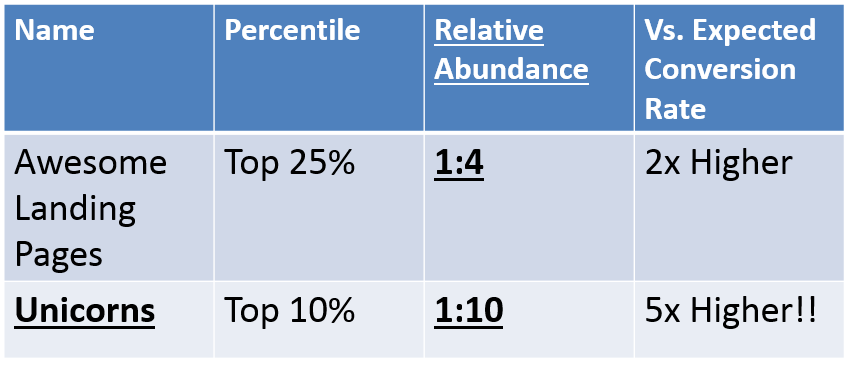 Name
Percentile
Relative
Abundance
Vs. Expected
Conversion
Rate
Awesome
Landing
Pages
Top 25%
1:4
2x Higher
Unicorns
Top 10%
1:10
5x Higher!!